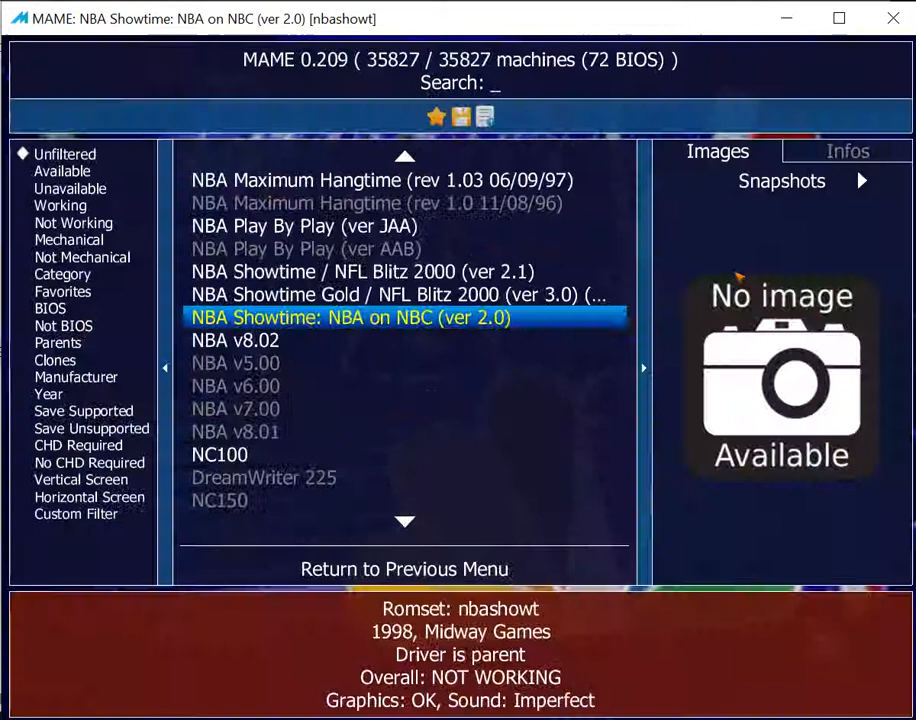 MAME: NBA Showtime: NBA on NBC (ver 2.0) [nbashowt]
MAME 0.209 ( 35827 / 35827 machines (72 BIOS) )
Search: _
Unfiltered
Available
Unavailable
Working
Not Working
Mechanical
Not Mechanical
Category
Favorites
BIOS
Not BIOS
Parents
Clones
Manufacturer
Year
Save Supported
Save Unsupported
CHD Required
No CHD Required
Vertical Screen
Horizontal Screen
Custom Filter
NBA Maximum Hangtime (rev 1.03 06/09/97)
NBA Maximum Hangtime (rev 1.0 11/08/96)
NBA Play By Play (ver JAA)
NBA Play By Play (ver AAB)
NBA Showtime / NFL Blitz 2000 (ver 2.1)
NBA Showtime Gold / NFL Blitz 2000 (ver 3.0) (...
NBA Showtime: NBA on NBC (ver 2.0)
NBA v8.02
NBA v5.00
NBA v6.00
NBA v7.00
NBA v8.01
NC100
DreamWriter 225
NC150
Return to Previous Menu
Images
Infos
Snapshots
No image
Available
Romset: nbashowt
1998, Midway Games
Driver is parent
Overall: NOT WORKING
Graphics: OK, Sound: Imperfect